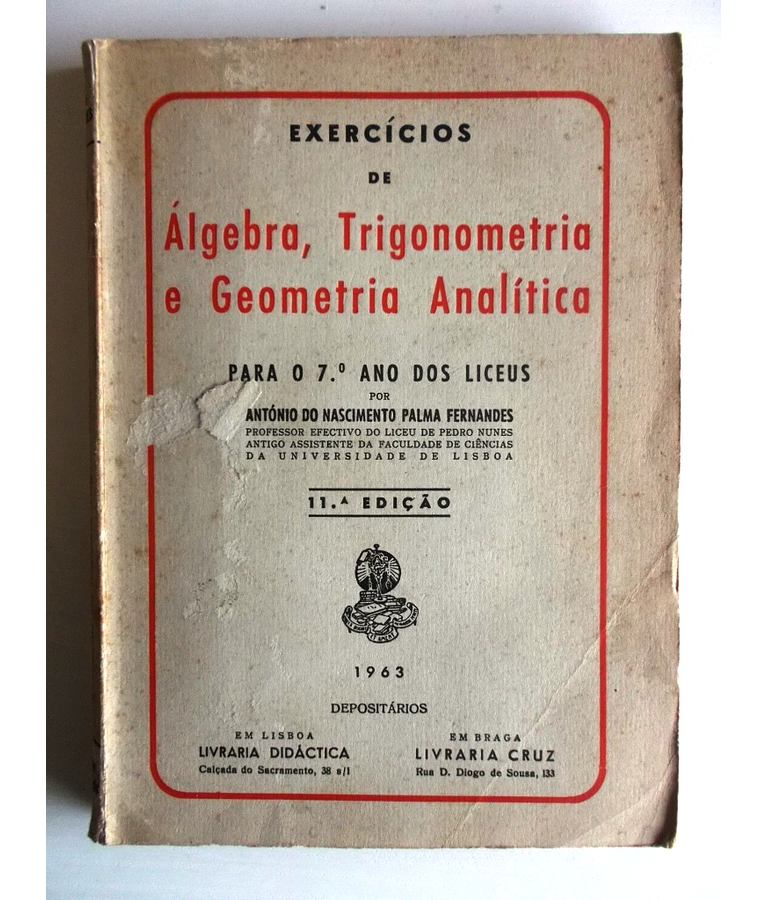 EXERCÍCIOS
DE
Álgebra, Trigonometria
e Geometria Analítica
PARA O 7.º ANO DOS LICEUS
POR
ANTÓNIO DO NASCIMENTO PALMA FERNANDES
PROFESSOR EFECTIVO DO LICEU DE PEDRO NUNES
ANTIGO ASSISTENTE DA FACULDADE DE CIÊNCIAS
DA UNIVERSIDADE DE LISBOA
11.ª EDIÇÃO
1963
DEPOSITÁRIOS
EM LISBOA
LIVRARIA DIDÁCTICA
Calçada do Sacramento, 38 s/l
EM BRAGA
LIVRARIA CRUZ
Rua D. Diogo de Sousa, 133